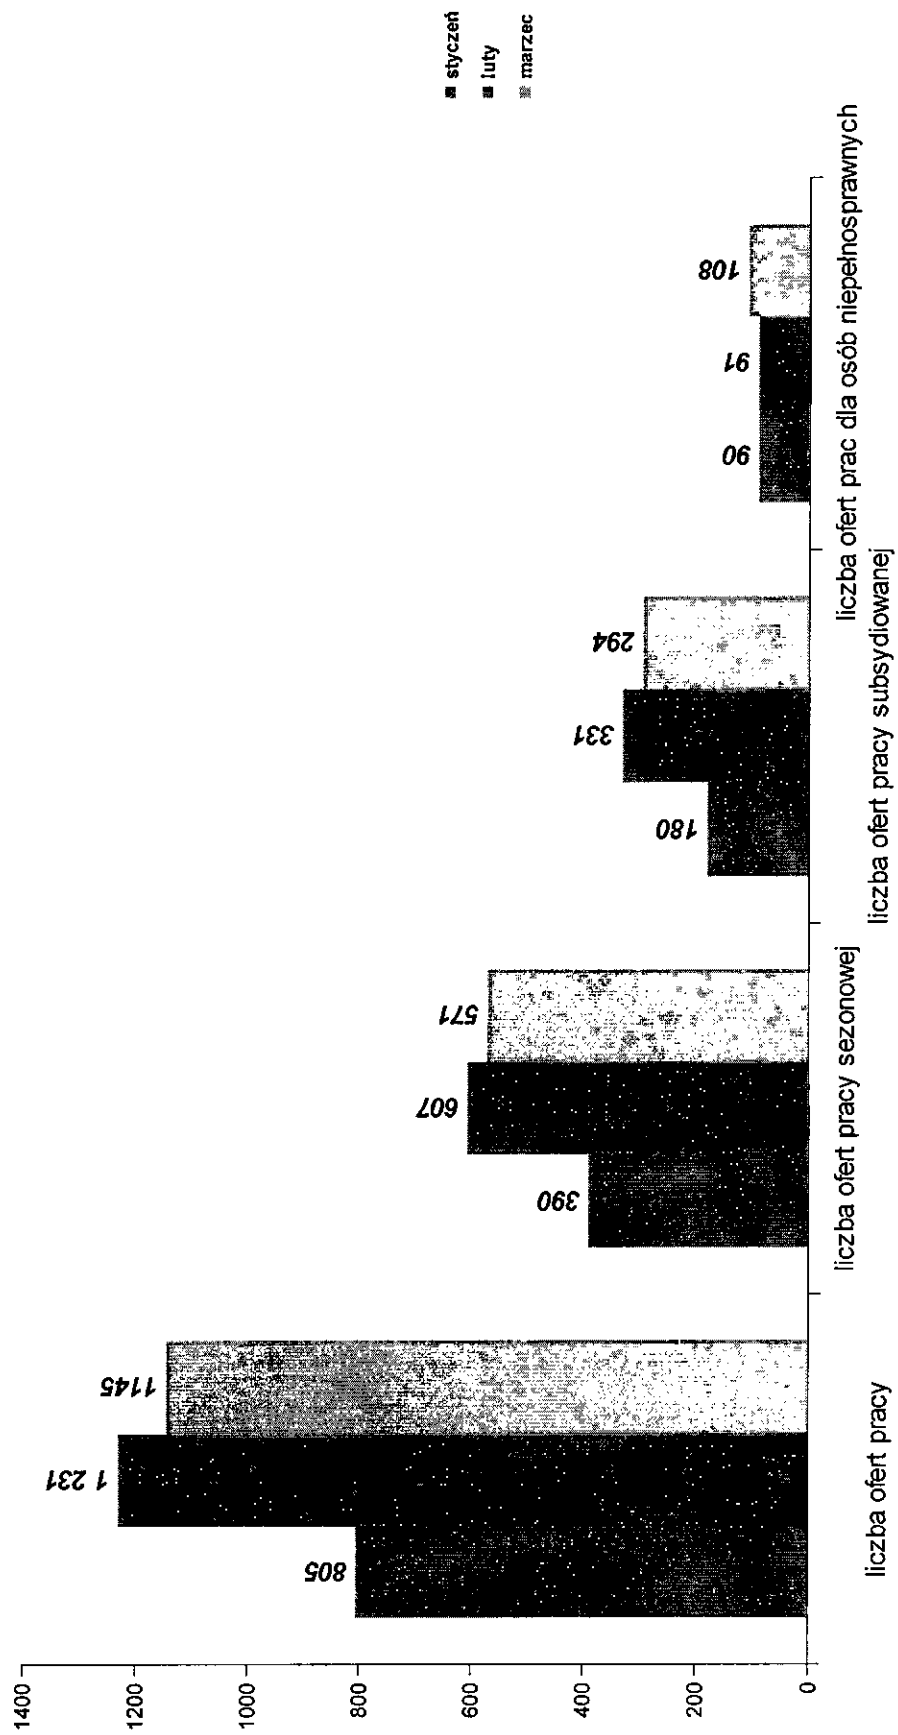 1400
1200
1000
800
600
400
200
0
805
1 231
1145
390
607
571
180
331
294
90
91
108
liczba ofert pracy
liczba ofert pracy sezonowej
liczba ofert pracy subsydiowanej
liczba ofert prac dla osób niepełnosprawnych
styczeń
luty
marzec